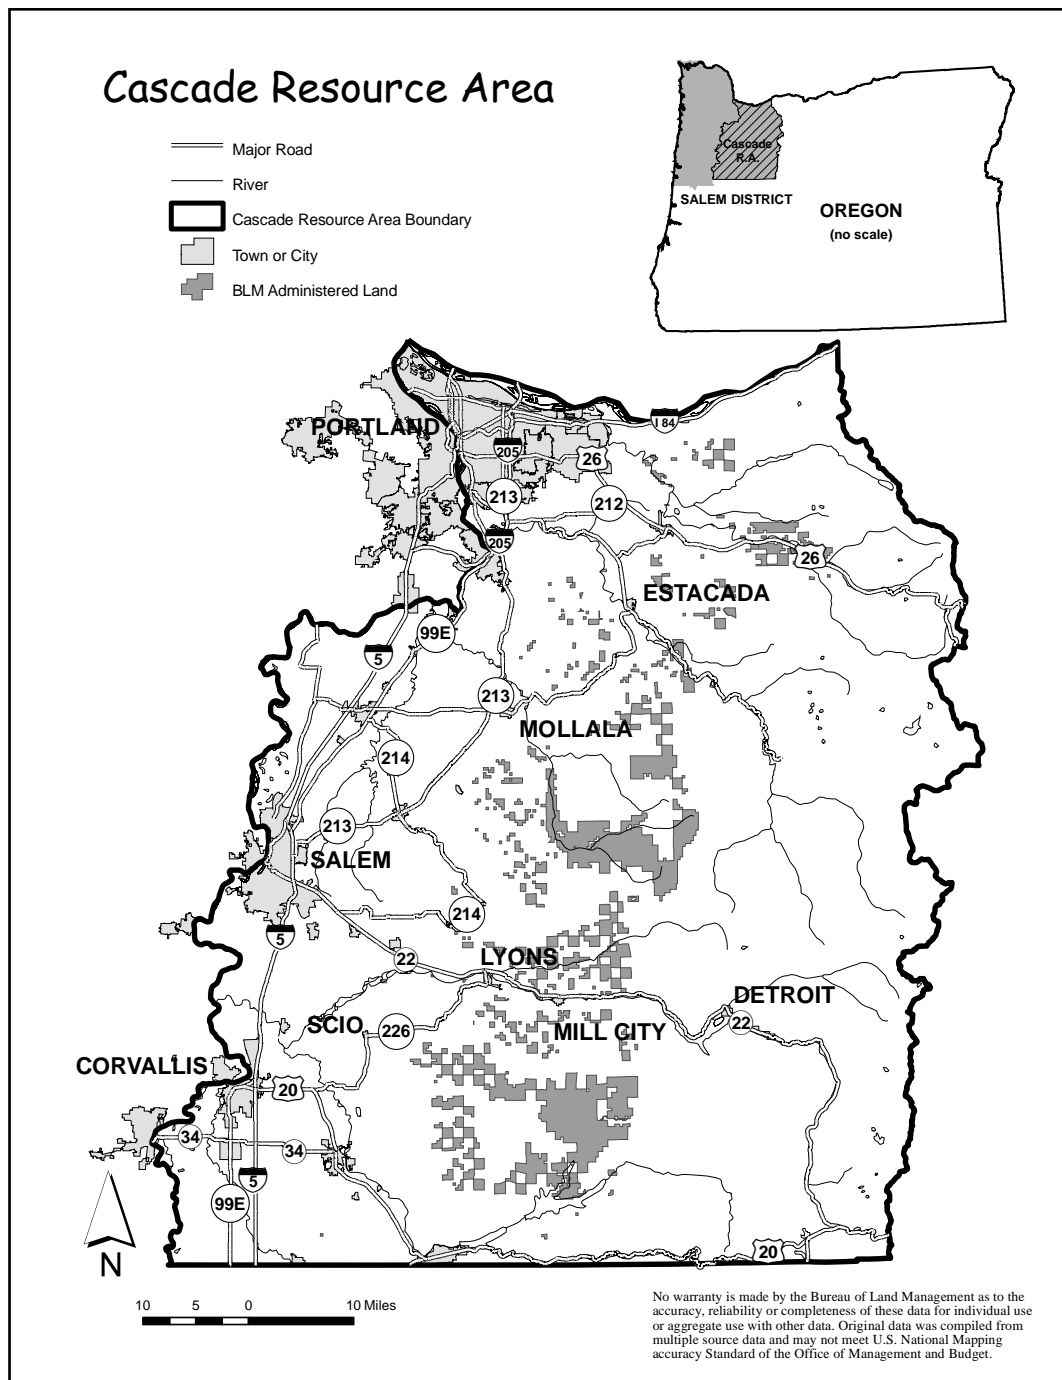 Cascade Resource Area
Major Road
River
Cascade Resource Area Boundary
Town or City
BLM Administered Land
Cascade
R.A.
SALEM DISTRICT
OREGON
(no scale)
PORTLAND
I 84
205
26
213
212
205
26
ESTACADA
99E
5
213
MOLLALA
214
213
SALEM
214
5
LYONS
22
DETROIT
22
SCIO
226
MILL CITY
CORVALLIS
20
34
34
5
99E
20
N
10 5 0 10 Miles
No warranty is made by the Bureau of Land Management as to the
accuracy, reliability or completeness of these data for individual use
or aggregate use with other data. Original data was compiled from
multiple source data and may not meet U.S. National Mapping
accuracy Standard of the Office of Management and Budget.